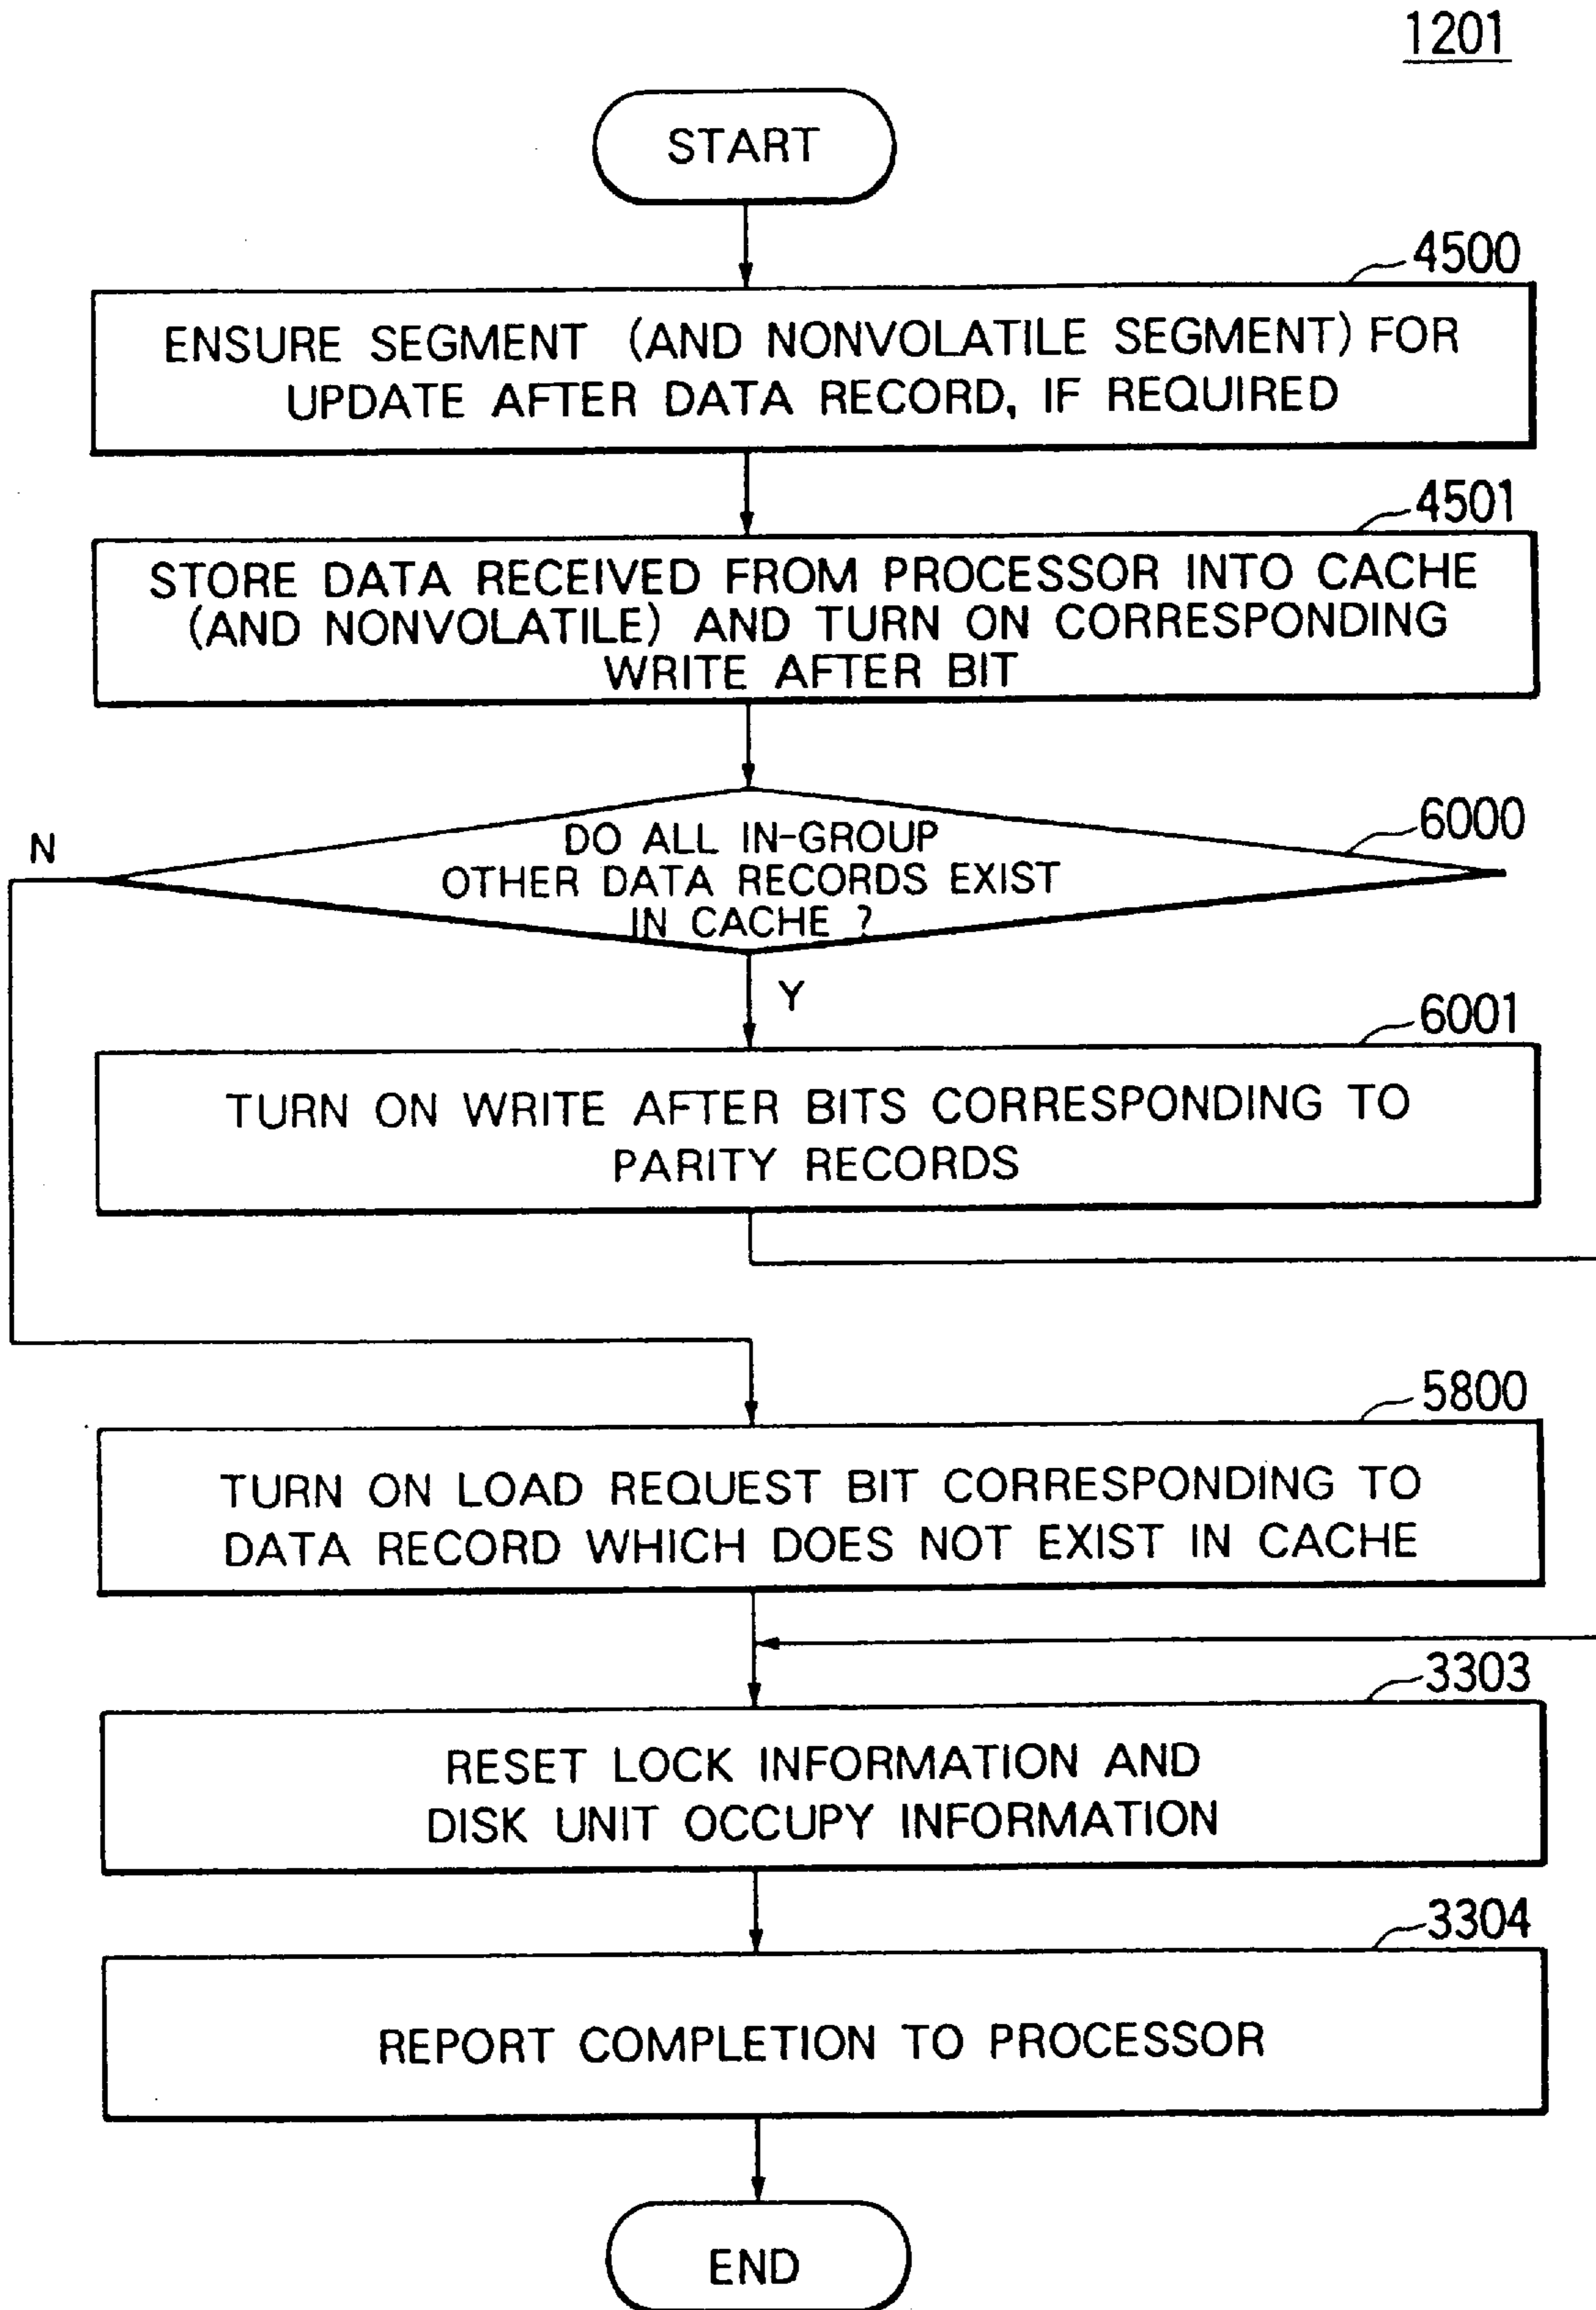 1201
START
4500
ENSURE SEGMENT (AND NONVOLATILE SEGMENT) FOR
UPDATE AFTER DATA RECORD, IF REQUIRED
4501
STORE DATA RECEIVED FROM PROCESSOR INTO CACHE
(AND NONVOLATILE) AND TURN ON CORRESPONDING
WRITE AFTER BIT
N
6000
DO ALL IN-GROUP
OTHER DATA RECORDS EXIST
IN CACHE ?
Y
6001
TURN ON WRITE AFTER BITS CORRESPONDING TO
PARITY RECORDS
5800
TURN ON LOAD REQUEST BIT CORRESPONDING TO
DATA RECORD WHICH DOES NOT EXIST IN CACHE
3303
RESET LOCK INFORMATION AND
DISK UNIT OCCUPY INFORMATION
3304
REPORT COMPLETION TO PROCESSOR
END